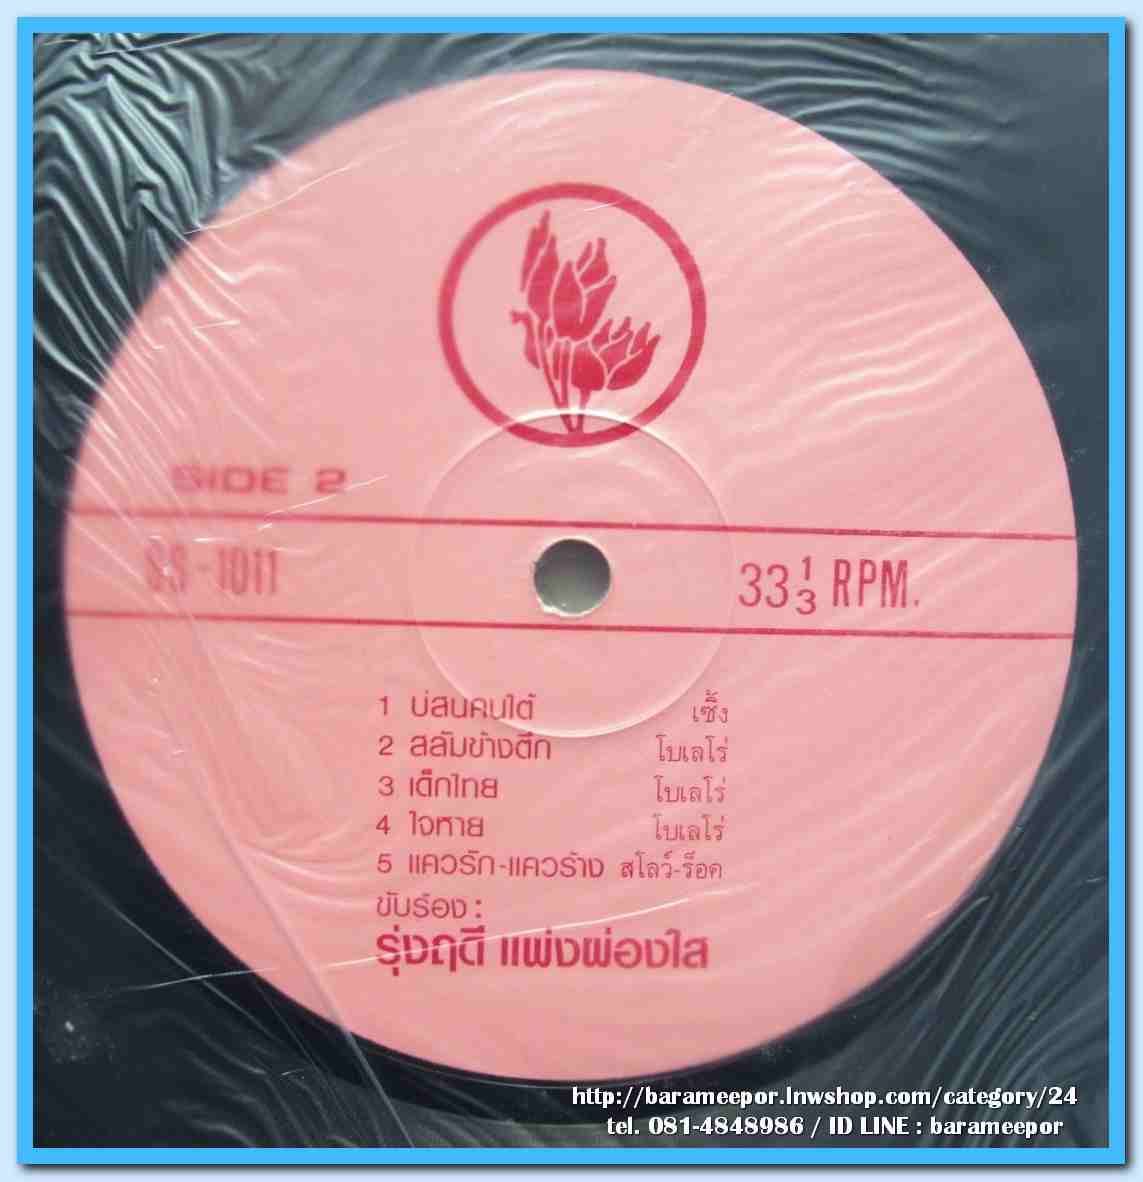 SIDE 2
SS-1011
33 1/3 RPM.
1 บ่สนคนใต้ เซิ้ง
2 สลัมข้างตึก โบเลโร่
3 เด็กไทย โบเลโร่
4 ใจหาย โบเลโร่
5 แควรัก-แควร้าง สโลว์-ร็อค
ขับร้อง :
รุ่งฤดี แพ่งผ่องใส
http://barameepor.lnwshop.com/category/24
tel. 081-4848986 / ID LINE : barameepor